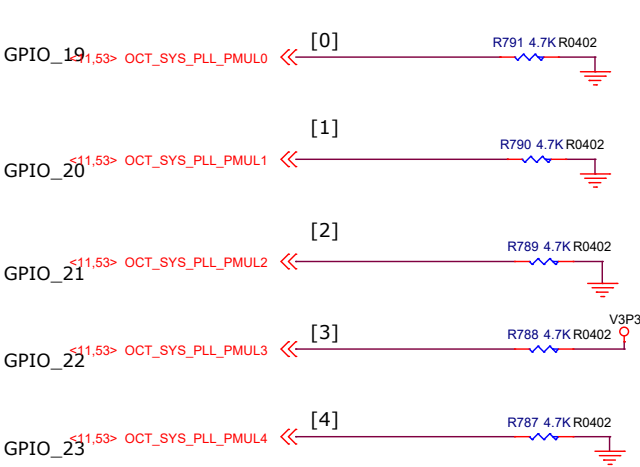 [0]
R791 4.7K R0402
GPIO_19 <11,53> OCT_SYS_PLL_PMUL0
[1]
R790 4.7K R0402
GPIO_20 <11,53> OCT_SYS_PLL_PMUL1
[2]
R789 4.7K R0402
GPIO_21 <11,53> OCT_SYS_PLL_PMUL2
V3P3
[3]
R788 4.7K R0402
GPIO_22 <11,53> OCT_SYS_PLL_PMUL3
[4]
R787 4.7K R0402
GPIO_23 <11,53> OCT_SYS_PLL_PMUL4